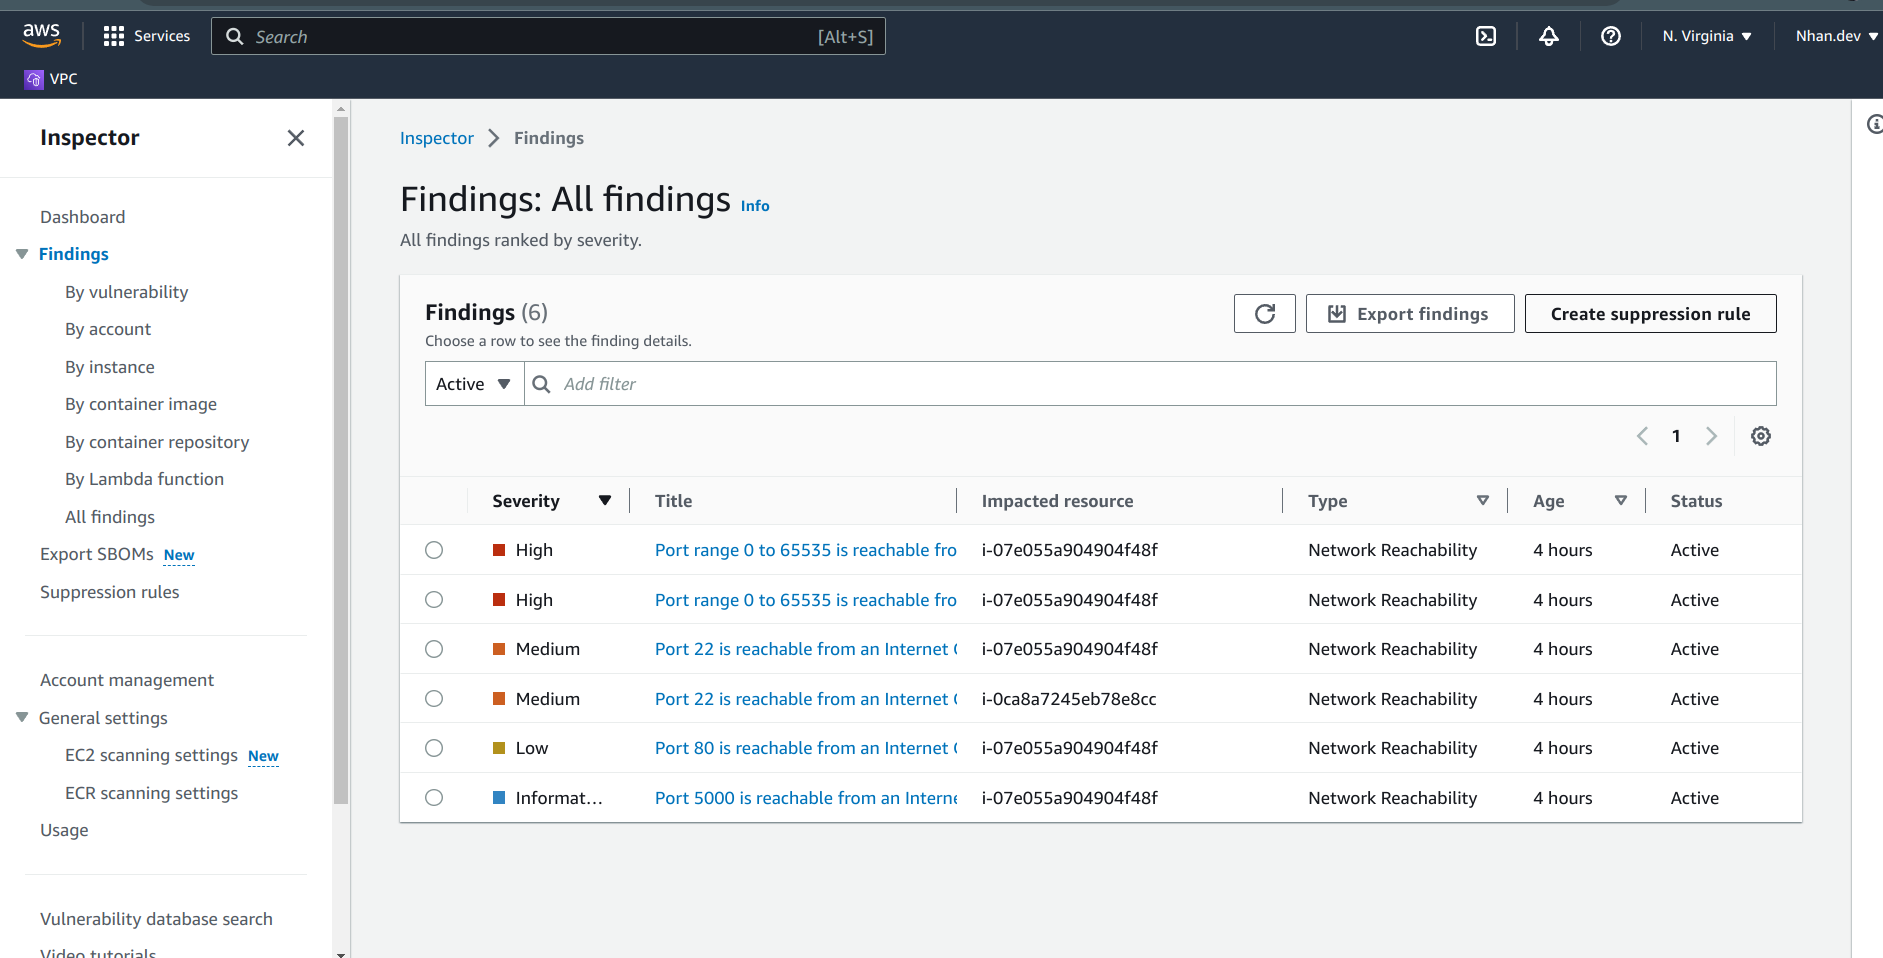 aws
Services
Search
[Alt+S]
N. Virginia
Nhan.dev
VPC
Inspector
Dashboard
Findings
By vulnerability
By account
By instance
By container image
By container repository
By Lambda function
All findings
Export SBOMs New
Suppression rules
Account management
General settings
EC2 scanning settings New
ECR scanning settings
Usage
Vulnerability database search
Video tutorials
Inspector > Findings
Findings: All findings Info
All findings ranked by severity.
Findings (6)
Choose a row to see the finding details.
Export findings
Create suppression rule
Active
Add filter
1
Severity Title Impacted resource Type Age Status
High Port range 0 to 65535 is reachable fro i-07e055a904904f48f Network Reachability 4 hours Active
High Port range 0 to 65535 is reachable fro i-07e055a904904f48f Network Reachability 4 hours Active
Medium Port 22 is reachable from an Internet i-07e055a904904f48f Network Reachability 4 hours Active
Medium Port 22 is reachable from an Internet i-0ca8a7245eb78e8cc Network Reachability 4 hours Active
Low Port 80 is reachable from an Internet i-07e055a904904f48f Network Reachability 4 hours Active
Informat... Port 5000 is reachable from an Interne i-07e055a904904f48f Network Reachability 4 hours Active